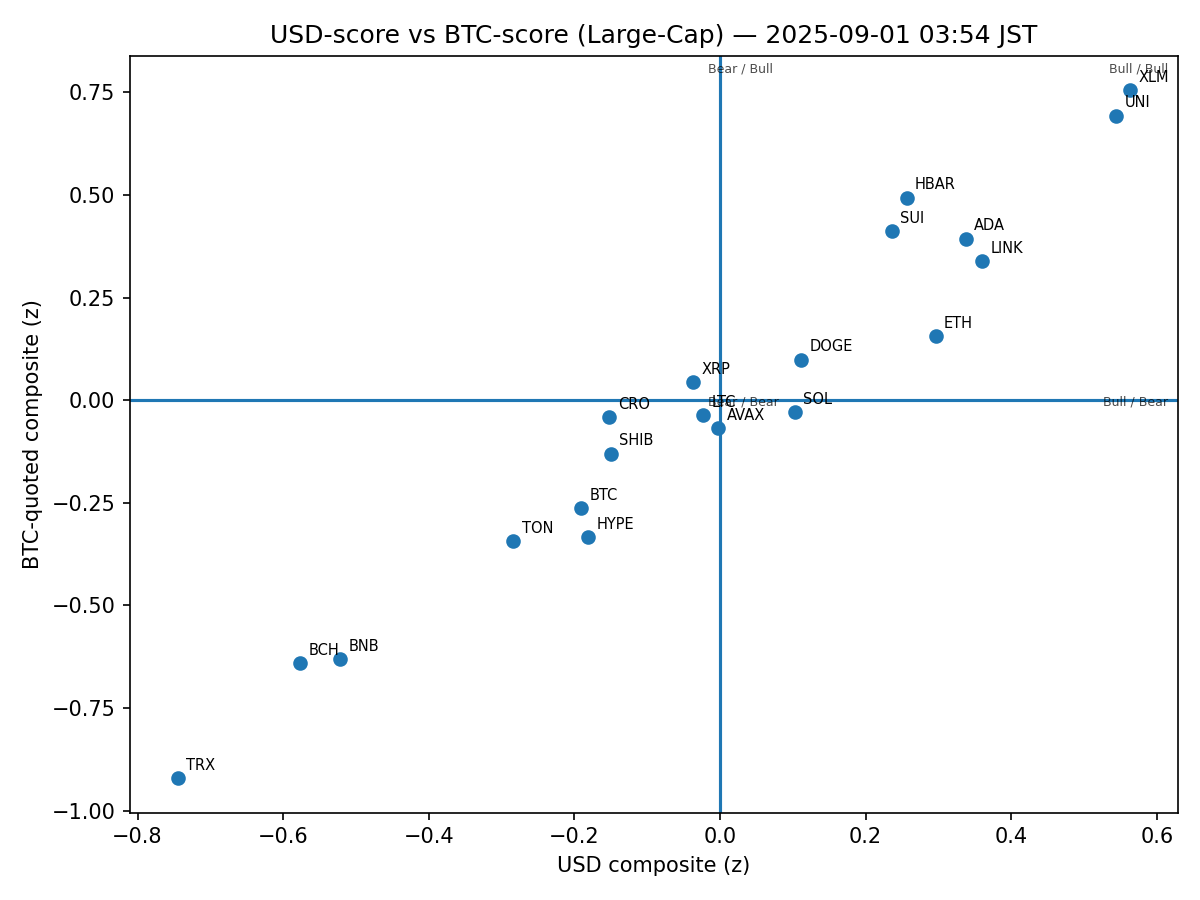 USD-score vs BTC-score (Large-Cap) — 2025-09-01 03:54 JST
Bear / Bull
Bull / Bull
XLM
UNI
HBAR
SUI
ADA
LINK
ETH
DOGE
XRP
CRO
LTC
Bear / Bear
SOL
Bull / Bear
AVAX
SHIB
BTC
HYPE
TON
BCH
BNB
TRX
0.75
0.50
0.25
0.00
−0.25
−0.50
−0.75
−1.00
BTC-quoted composite (z)
−0.8
−0.6
−0.4
−0.2
0.0
0.2
0.4
0.6
USD composite (z)